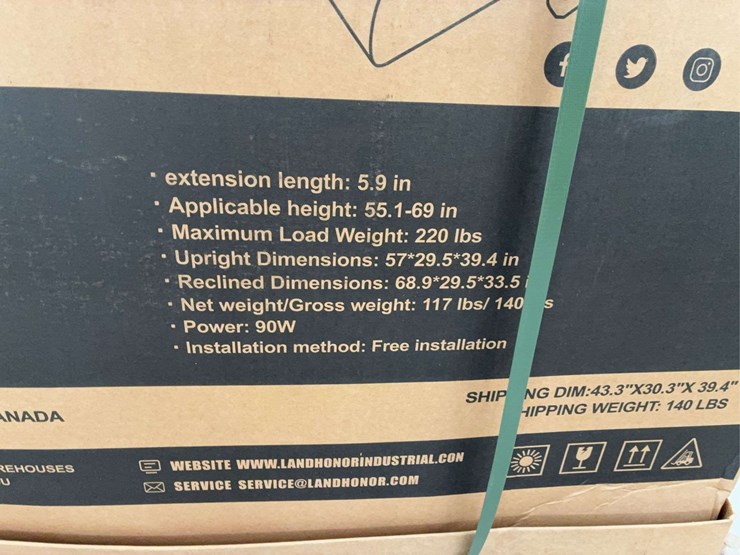 · extension length: 5.9 in
· Applicable height: 55.1-69 in
· Maximum Load Weight: 220 lbs
· Upright Dimensions: 57*29.5*39.4 in
· Reclined Dimensions: 68.9*29.5*33.5 i
· Net weight/Gross weight: 117 lbs/ 140 s
· Power: 90W
· Installation method: Free installation
SHIP NG DIM:43.3"X30.3"X 39.4"
HIPPING WEIGHT: 140 LBS
ANADA
REHOUSES
U
WEBSITE WWW.LANDHONORINDUSTRIAL.CON
SERVICE SERVICE@LANDHONOR.COM